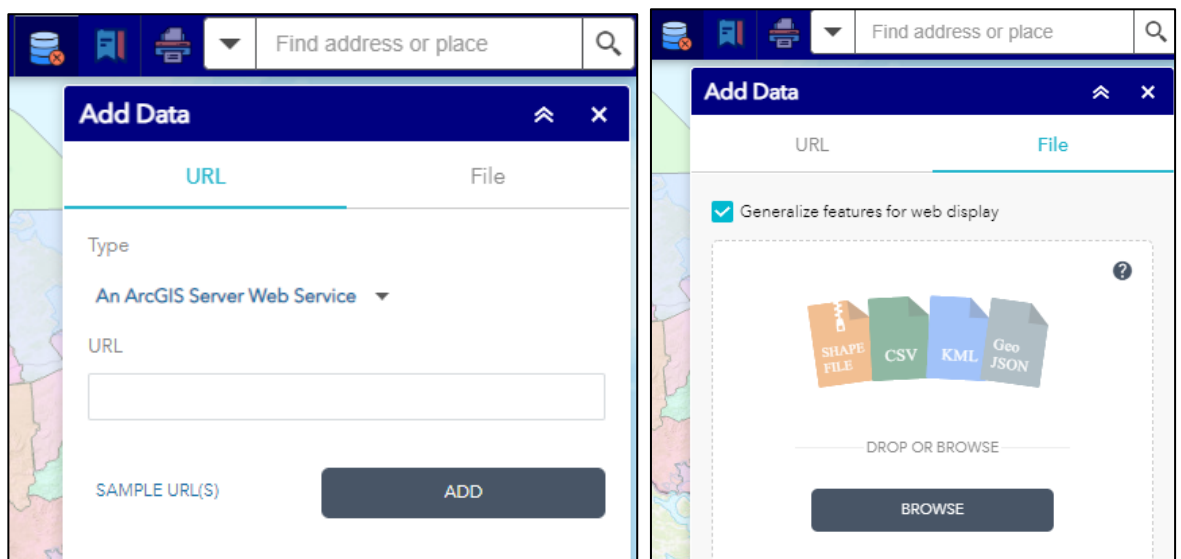 Find address or place
Add Data
URL
File
Type
An ArcGIS Server Web Service
URL
SAMPLE URL(S)
ADD
Find address or place
Add Data
URL
File
Generalize features for web display
SHAPE
FILE
CSV
KML
Geo
JSON
DROP OR BROWSE
BROWSE